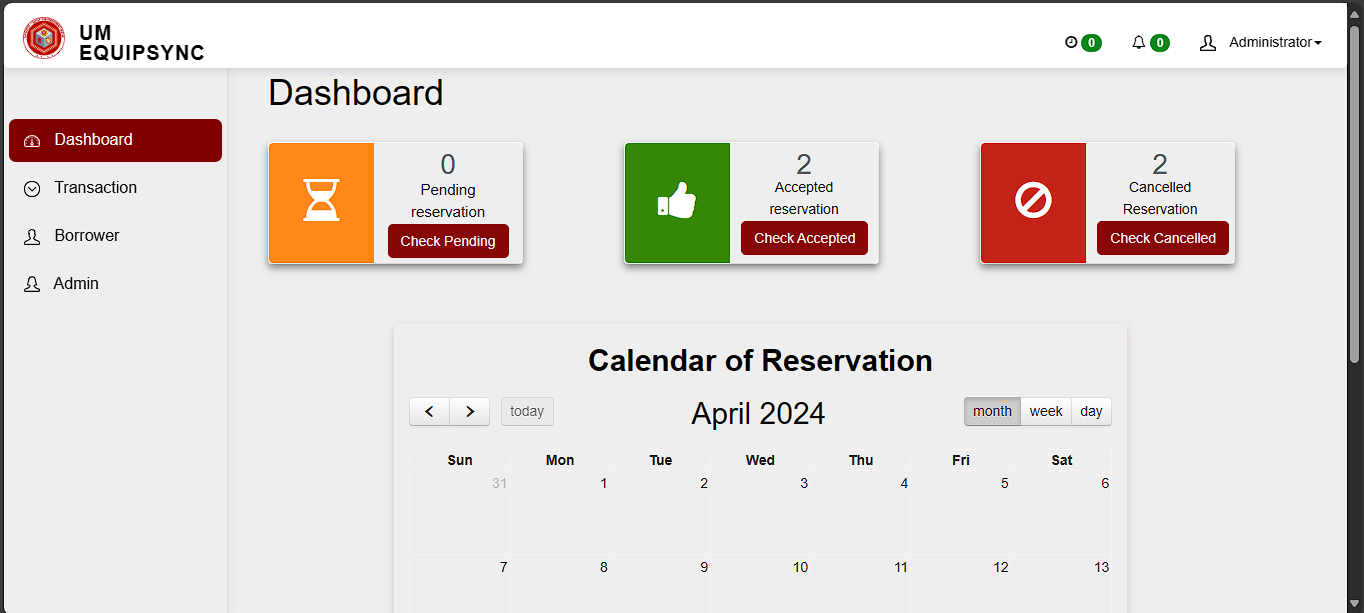 UM
EQUIPSYNC
0
0
Administrator
Dashboard
Transaction
Borrower
Admin
Dashboard
0
Pending
reservation
Check Pending
2
Accepted
reservation
Check Accepted
2
Cancelled
Reservation
Check Cancelled
Calendar of Reservation
today
April 2024
month week day
Sun Mon Tue Wed Thu Fri Sat
31 1 2 3 4 5 6
7 8 9 10 11 12 13